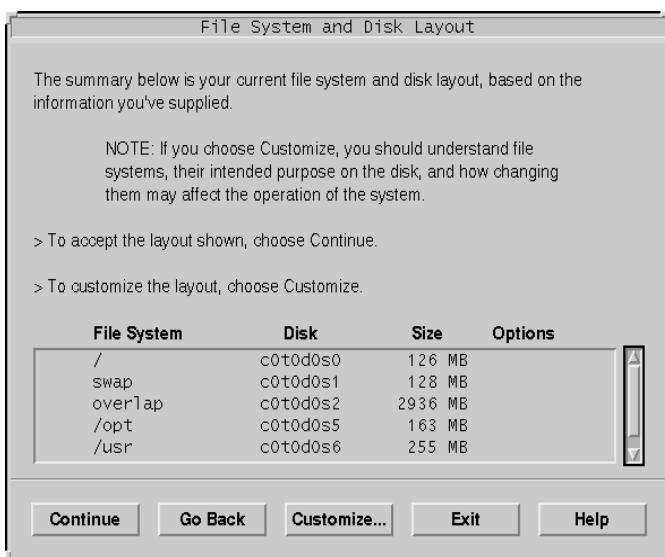 File System and Disk Layout
The summary below is your current file system and disk layout, based on the
information you've supplied.
NOTE: If you choose Customize, you should understand file
systems, their intended purpose on the disk, and how changing
them may affect the operation of the system.
> To accept the layout shown, choose Continue.
> To customize the layout, choose Customize.
File System Disk Size Options
/ c0t0d0s0 126 MB
swap c0t0d0s1 128 MB
overlap c0t0d0s2 2936 MB
/opt c0t0d0s5 163 MB
/usr c0t0d0s6 255 MB
Continue Go Back Customize... Exit Help